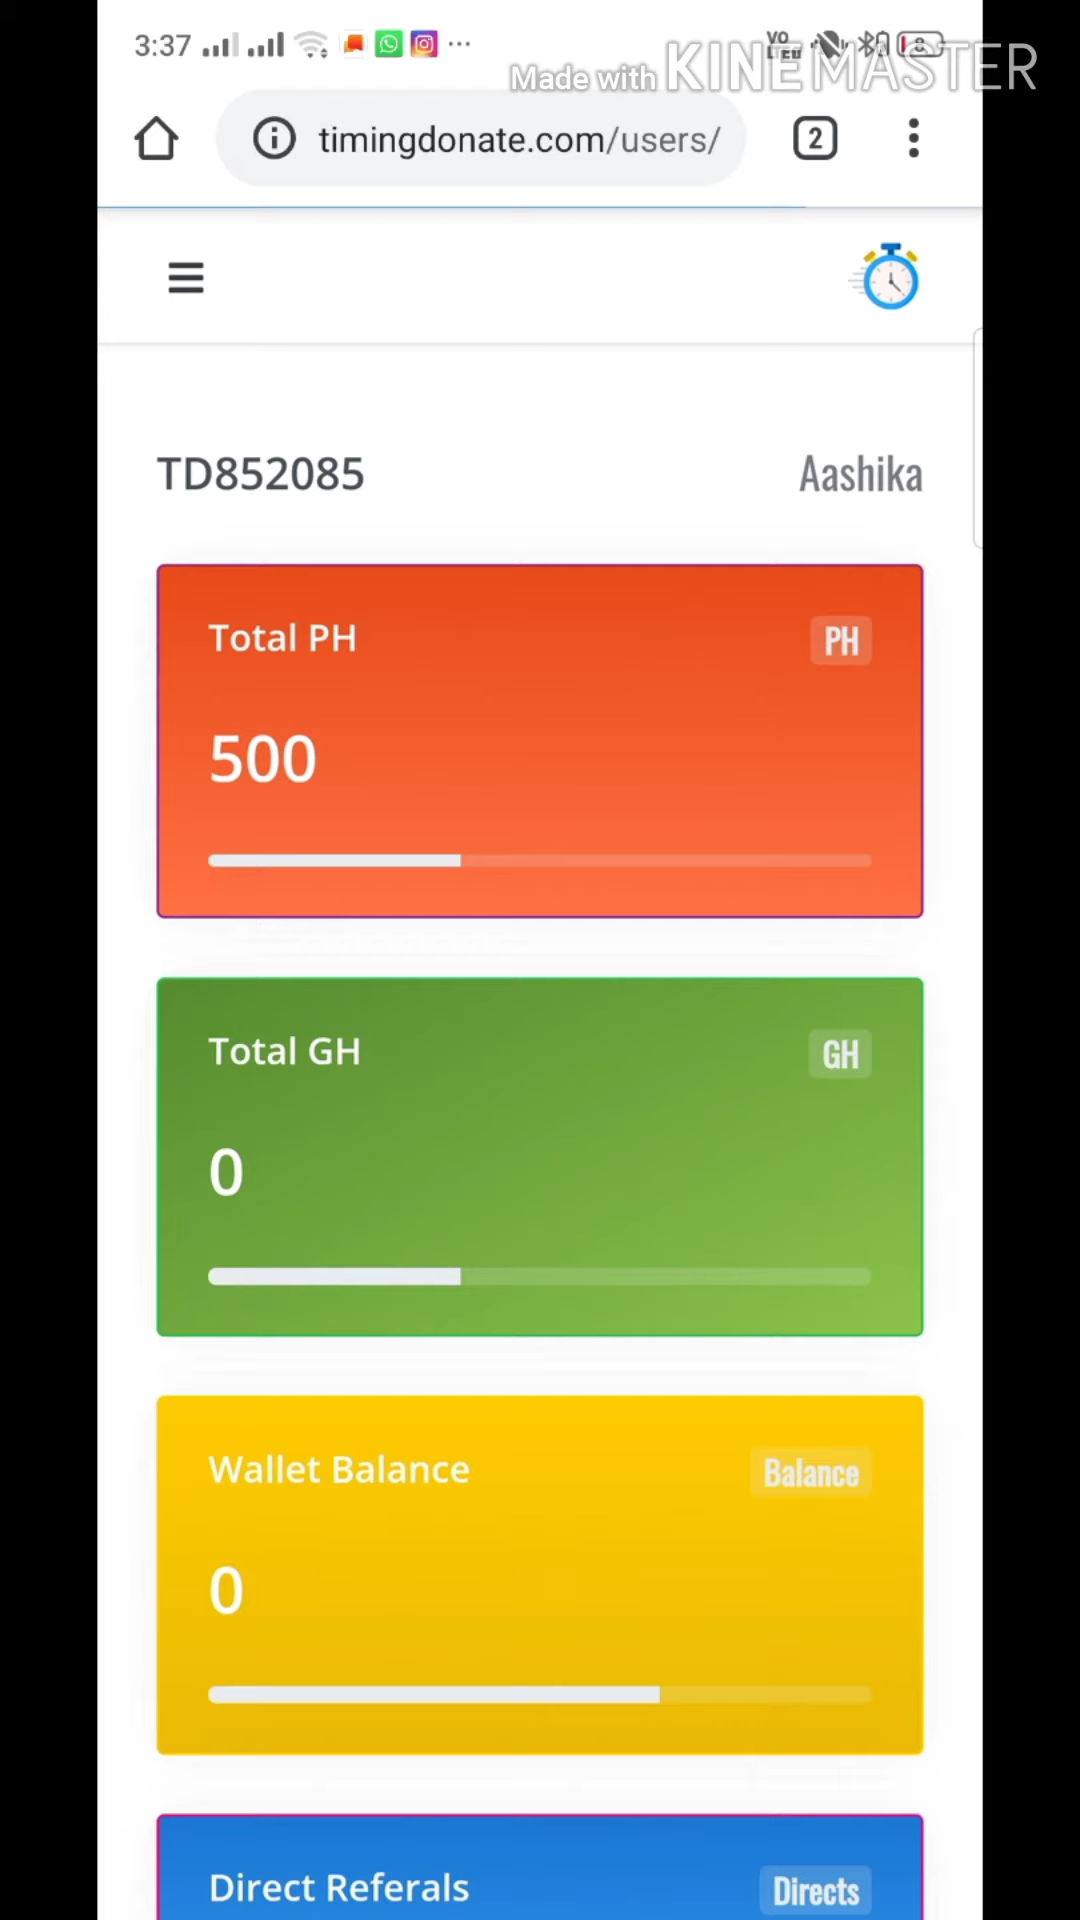 3:37
Made with KINEMASTER
timingdonate.com/users/
2
TD852085
Aashika
Total PH
PH
500
Total GH
GH
0
Wallet Balance
Balance
0
Direct Referrals
Directs